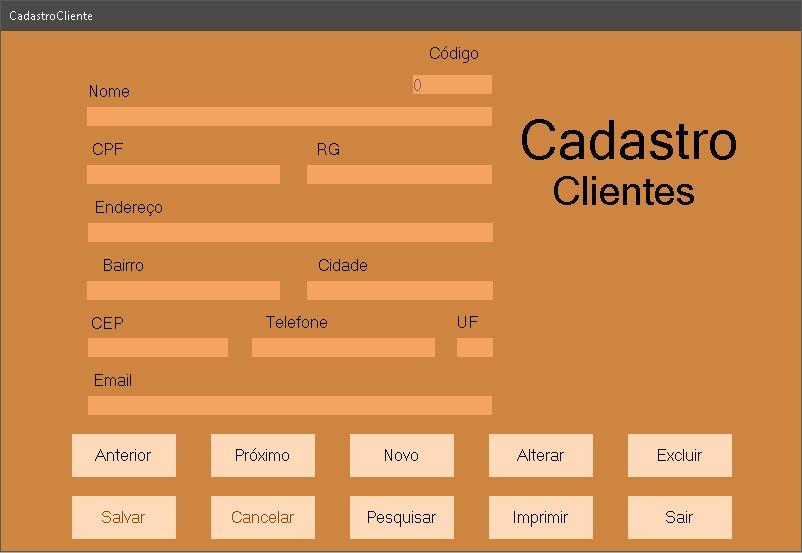 CadastroCliente
Código
0
Nome
Cadastro
Clientes
CPF RG
Endereço
Bairro Cidade
CEP Telefone UF
Email
Anterior Próximo Novo Alterar Excluir
Salvar Cancelar Pesquisar Imprimir Sair